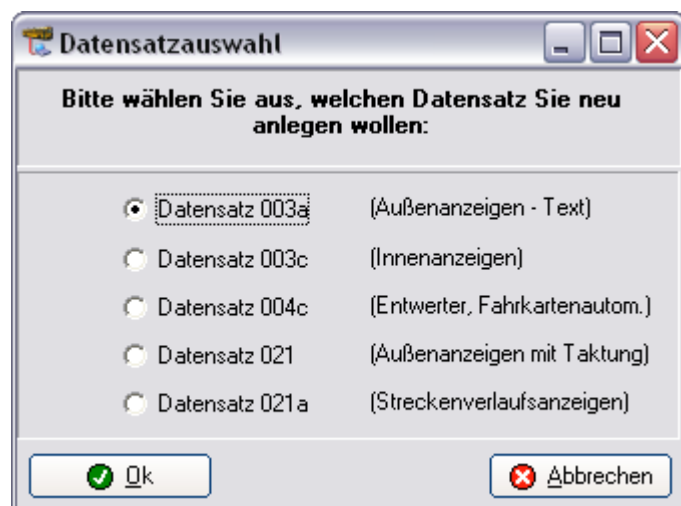 Datensatzauswahl
Bitte wählen Sie aus, welchen Datensatz Sie neu
anlegen wollen:
Datensatz 003a (Außenanzeigen - Text)
Datensatz 003c (Innenanzeigen)
Datensatz 004c (Entwerter, Fahrkartenautom.)
Datensatz 021 (Außenanzeigen mit Taktung)
Datensatz 021a (Streckenverlaufsanzeigen)
Ok Abbrechen